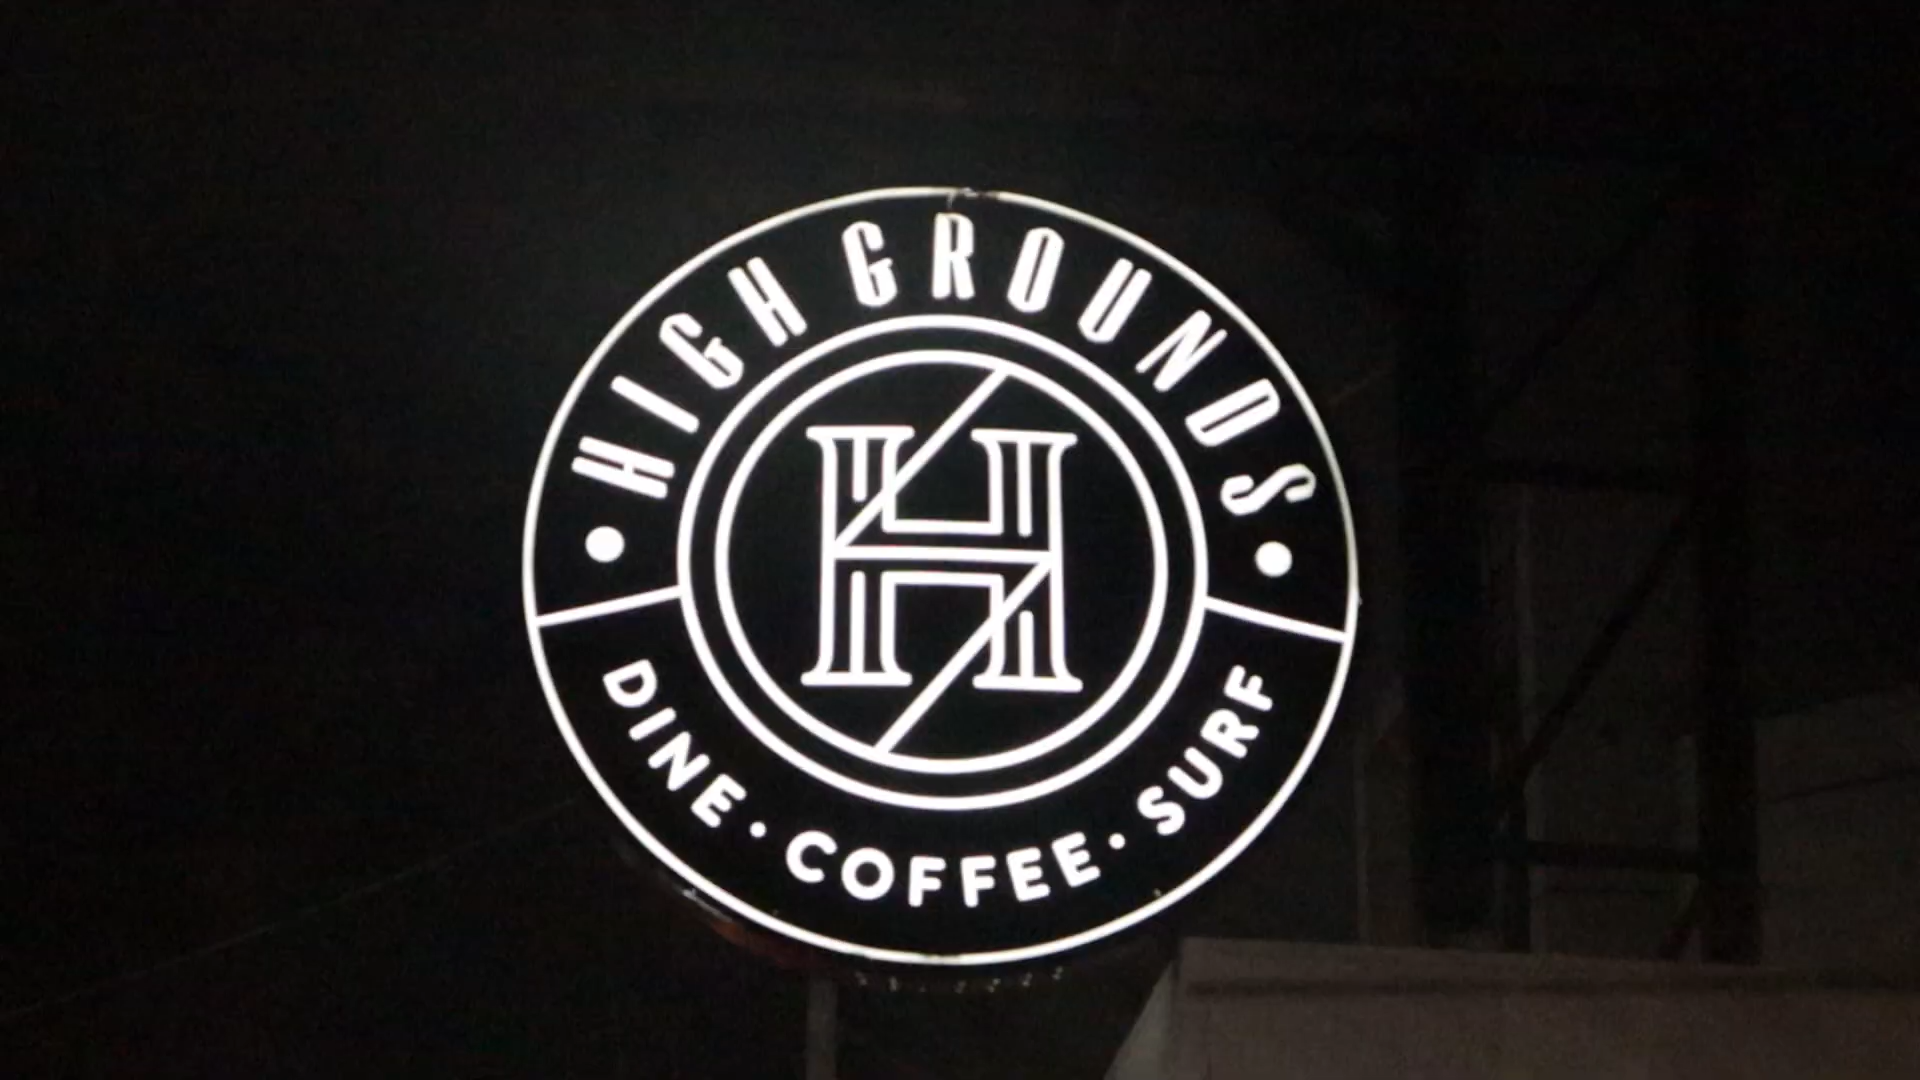 • HIGH GROUNDS •
H
DINE • COFFEE • SURF